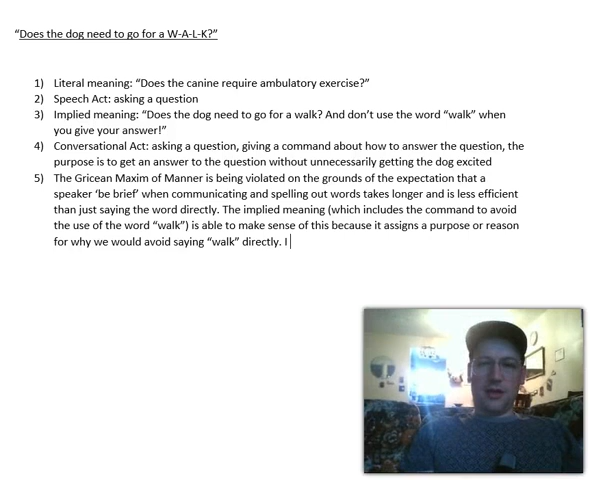 “Does the dog need to go for a W-A-L-K?”
1) Literal meaning: “Does the canine require ambulatory exercise?”
2) Speech Act: asking a question
3) Implied meaning: “Does the dog need to go for a walk? And don’t use the word “walk” when
you give your answer!”
4) Conversational Act: asking a question, giving a command about how to answer the question, the
purpose is to get an answer to the question without unnecessarily getting the dog excited
5) The Gricean Maxim of Manner is being violated on the grounds of the expectation that a
speaker ‘be brief’ when communicating and spelling out words takes longer and is less efficient
than just saying the word directly. The implied meaning (which includes the command to avoid
the use of the word “walk”) is able to make sense of this because it assigns a purpose or reason
for why we would avoid saying “walk” directly. I